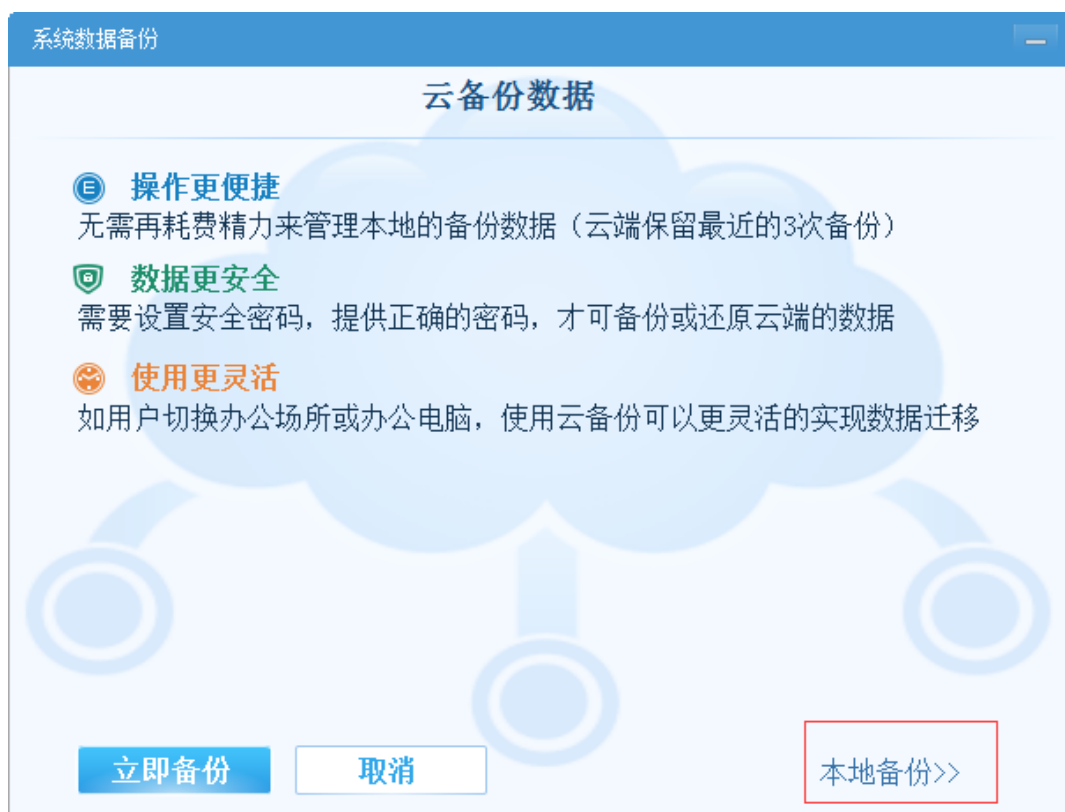 系统数据备份
云备份数据
操作更便捷
无需再耗费精力来管理本地的备份数据（云端保留最近的3次备份）
数据更安全
需要设置安全密码，提供正确的密码，才可备份或还原云端的数据
使用更灵活
如用户切换办公场所或办公电脑，使用云备份可以更灵活的实现数据迁移
立即备份 取消 本地备份>>